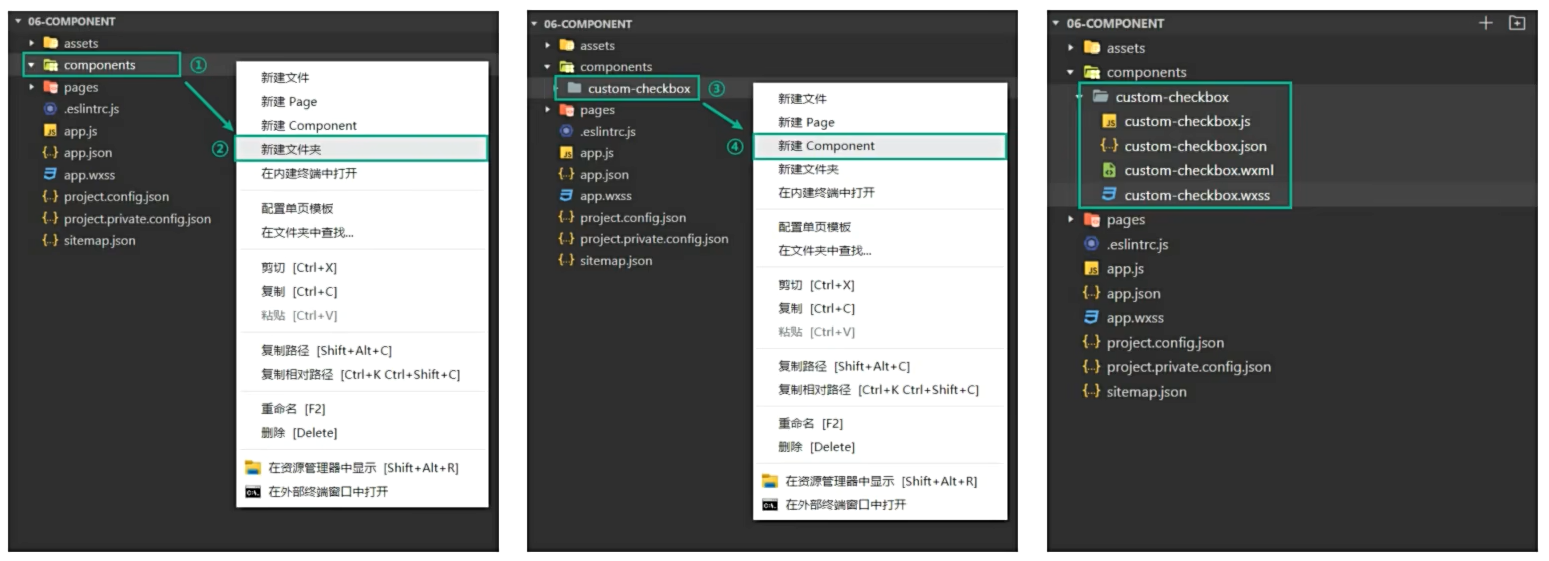 06-COMPONENT
assets
components
①
pages
.eslintrc.js
JS app.js
{..} app.json
app.wxss
{..} project.config.json
{..} project.private.config.json
{..} sitemap.json
新建文件
新建 Page
新建 Component
②
新建文件夹
在内建终端中打开
配置单页模板
在文件夹中查找...
剪切 [Ctrl+X]
复制 [Ctrl+C]
粘贴 [Ctrl+V]
复制路径 [Shift+Alt+C]
复制相对路径 [Ctrl+K Ctrl+Shift+C]
重命名 [F2]
删除 [Delete]
在资源管理器中显示 [Shift+Alt+R]
在外部终端窗口中打开
06-COMPONENT
assets
components
custom-checkbox
③
pages
.eslintrc.js
JS app.js
{..} app.json
app.wxss
{..} project.config.json
{..} project.private.config.json
{..} sitemap.json
新建文件
新建 Page
④
新建 Component
新建文件夹
在内建终端中打开
配置单页模板
在文件夹中查找...
剪切 [Ctrl+X]
复制 [Ctrl+C]
粘贴 [Ctrl+V]
复制路径 [Shift+Alt+C]
复制相对路径 [Ctrl+K Ctrl+Shift+C]
重命名 [F2]
删除 [Delete]
在资源管理器中显示 [Shift+Alt+R]
在外部终端窗口中打开
06-COMPONENT
assets
components
custom-checkbox
JS custom-checkbox.js
{..} custom-checkbox.json
custom-checkbox.wxml
custom-checkbox.wxss
pages
.eslintrc.js
JS app.js
{..} app.json
app.wxss
{..} project.config.json
{..} project.private.config.json
{..} sitemap.json